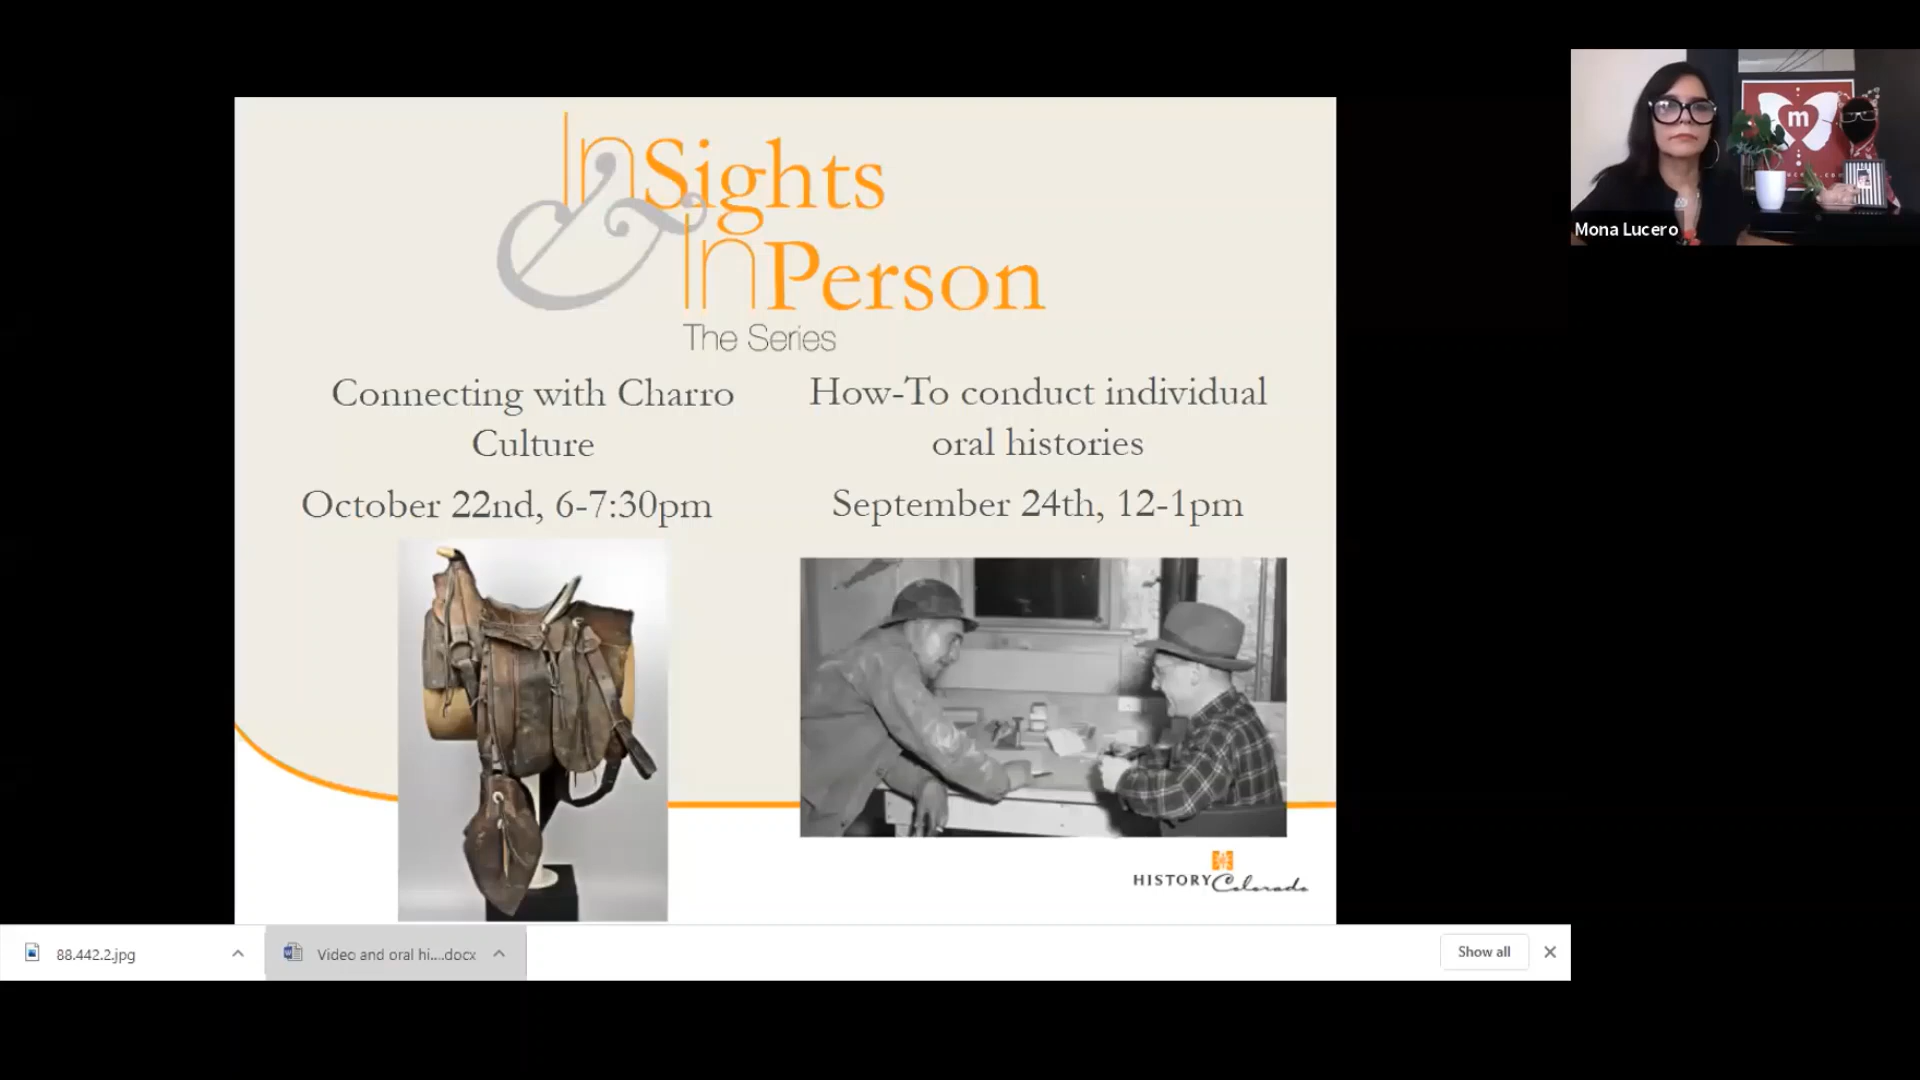 InSights
& InPerson
The Series
Connecting with Charro
Culture
October 22nd, 6-7:30pm
How-To conduct individual
oral histories
September 24th, 12-1pm
HISTORY Colorado
m
Mona Lucero
88.442.2.jpg
Video and oral hi....docx
Show all